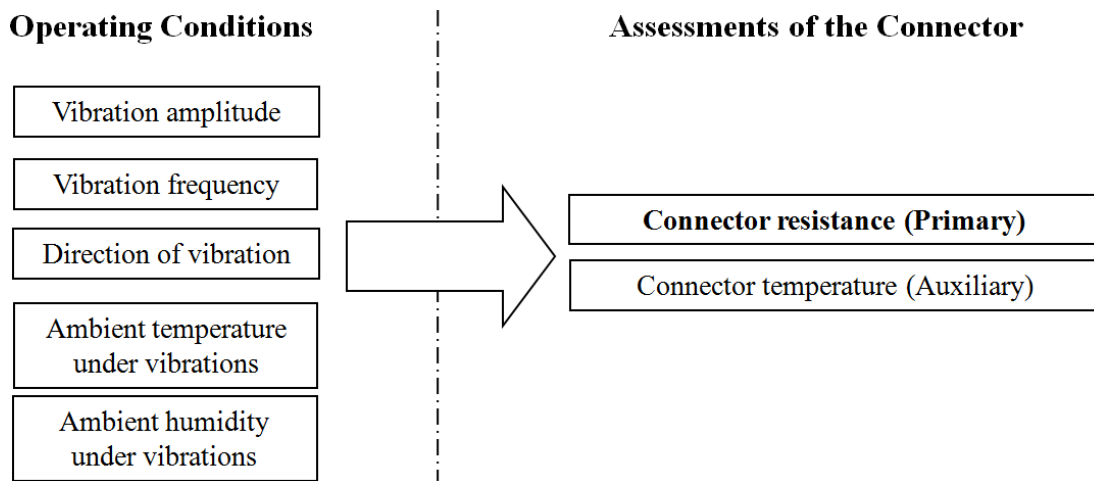 Operating Conditions
Vibration amplitude
Vibration frequency
Direction of vibration
Ambient temperature
under vibrations
Ambient humidity
under vibrations
Assessments of the Connector
Connector resistance (Primary)
Connector temperature (Auxiliary)